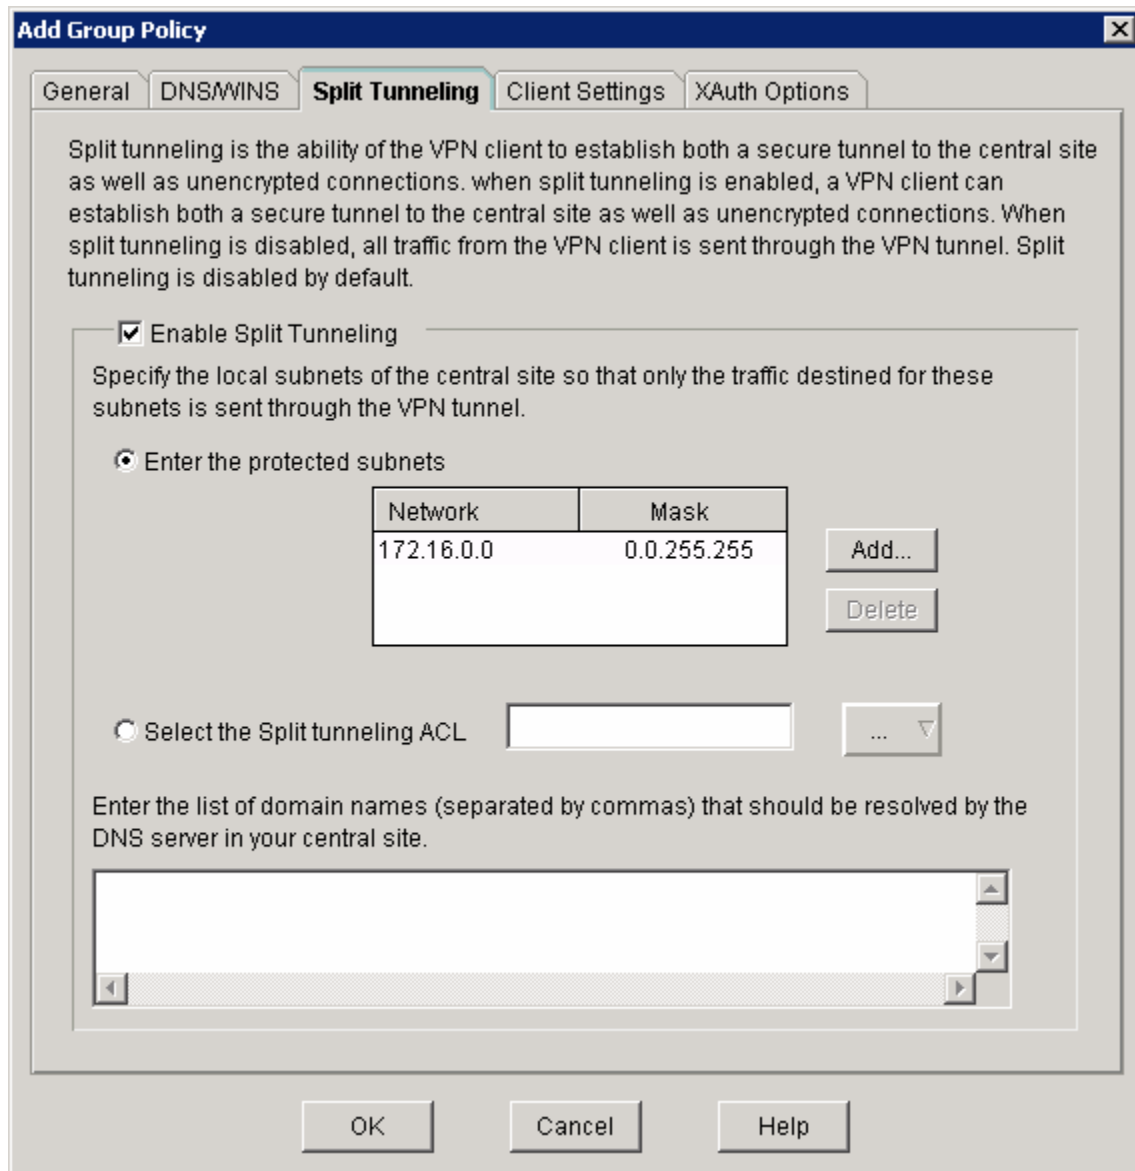 Add Group Policy
General DNS/WINS Split Tunneling Client Settings XAuth Options
Split tunneling is the ability of the VPN client to establish both a secure tunnel to the central site
as well as unencrypted connections. when split tunneling is enabled, a VPN client can
establish both a secure tunnel to the central site as well as unencrypted connections. When
split tunneling is disabled, all traffic from the VPN client is sent through the VPN tunnel. Split
tunneling is disabled by default.
Enable Split Tunneling
Specify the local subnets of the central site so that only the traffic destined for these
subnets is sent through the VPN tunnel.
Enter the protected subnets
Network Mask
172.16.0.0 0.0.255.255
Add...
Delete
Select the Split tunneling ACL ...
Enter the list of domain names (separated by commas) that should be resolved by the
DNS server in your central site.
OK Cancel Help